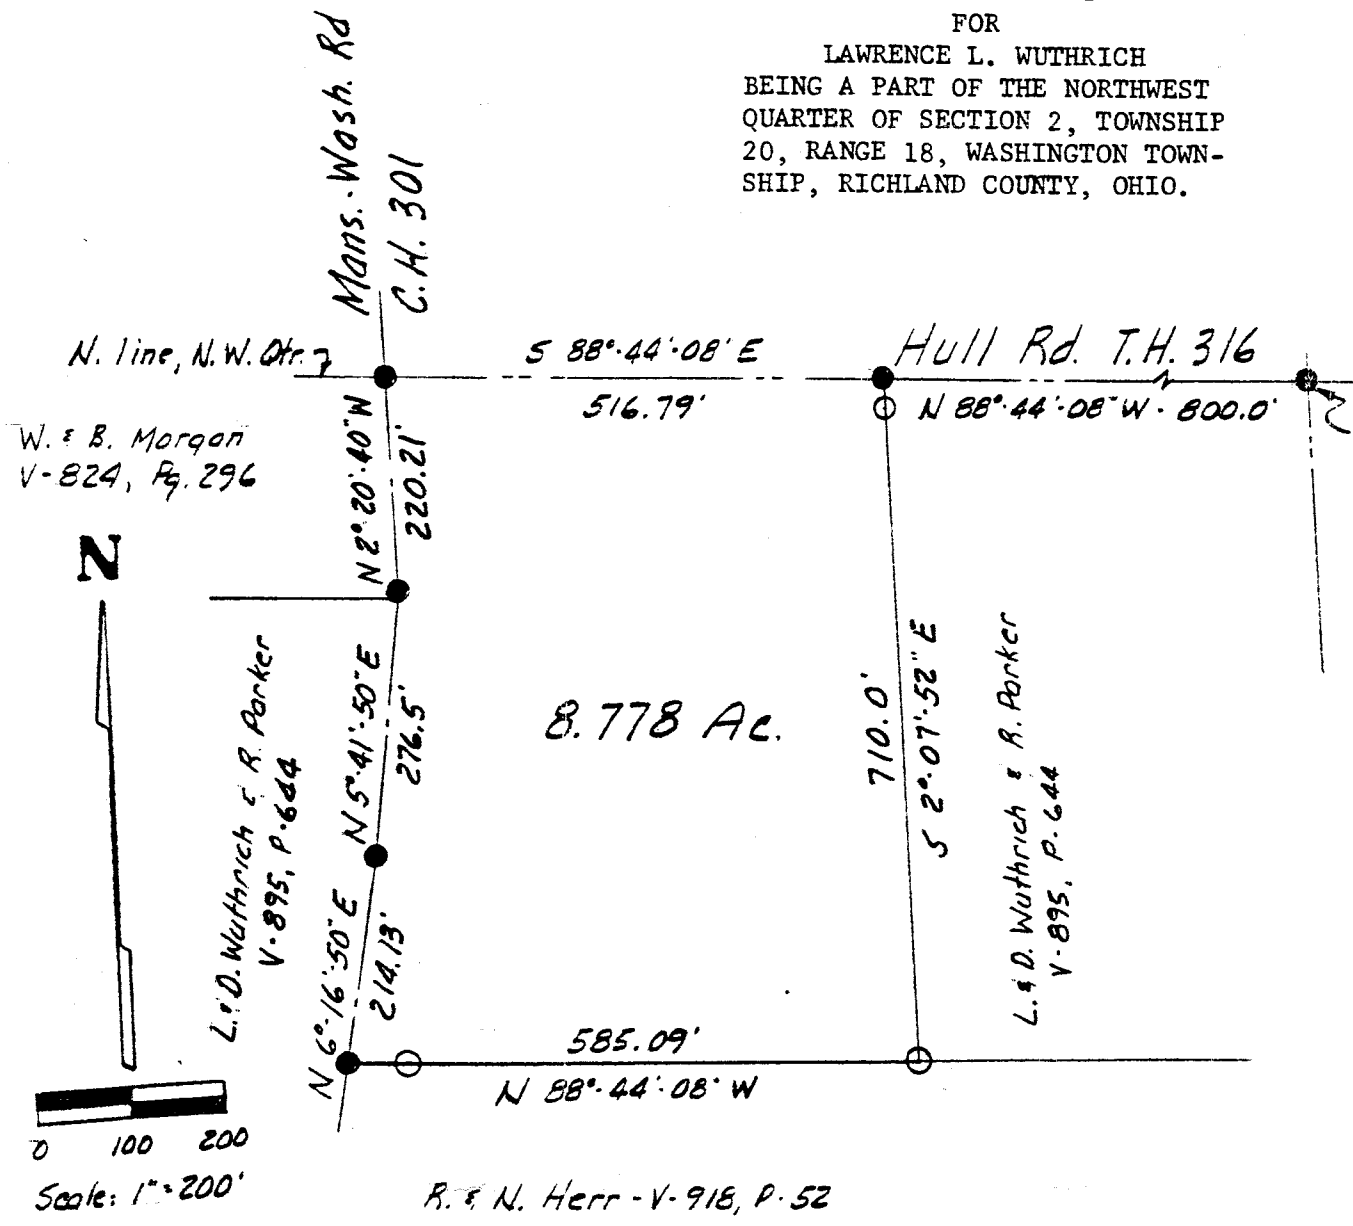 FOR
LAWRENCE L. WUTHRICH
BEING A PART OF THE NORTHWEST
QUARTER OF SECTION 2, TOWNSHIP
20, RANGE 18, WASHINGTON TOWN-
SHIP, RICHLAND COUNTY, OHIO.
Mans.-Wash. Rd
C.H. 301
N. line, N.W. Qtr.
S 88°-44'-08" E
516.79'
Hull Rd. T.H. 316
N 88°-44'-08" W - 800.0'
W. & B. Morgan
V-824, Pg. 296
N 2°-20'-40" W
220.21'
N
L. & D. Wuthrich & R. Parker
V-895, P-644
N 5°-41'-50" E
276.5'
8.778 Ac.
710.0'
S 2°-07'-52" E
L. & D. Wuthrich & R. Parker
V-895, P-644
N 6°-16'-50" E
214.13'
585.09'
N 88°-44'-08" W
0 100 200
Scale: 1"=200'
R. & N. Herr - V-918, P-52